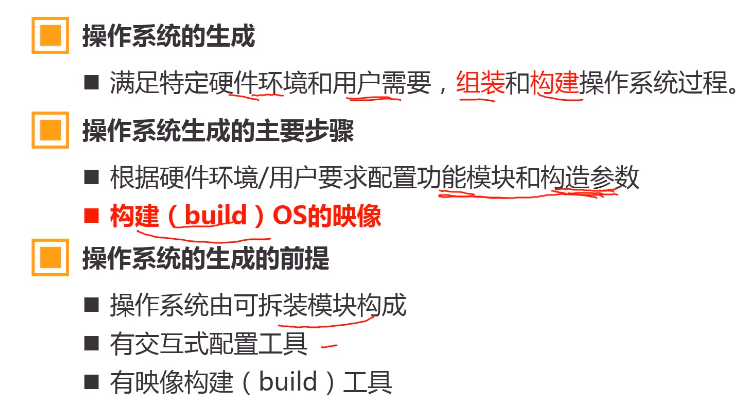 操作系统的生成
■ 满足特定硬件环境和用户需要，组装和构建操作系统过程。
操作系统生成的主要步骤
■ 根据硬件环境/用户要求配置功能模块和构造参数
■ 构建（build）OS的映像
操作系统的生成的前提
■ 操作系统由可拆装模块构成
■ 有交互式配置工具
■ 有映像构建（build）工具